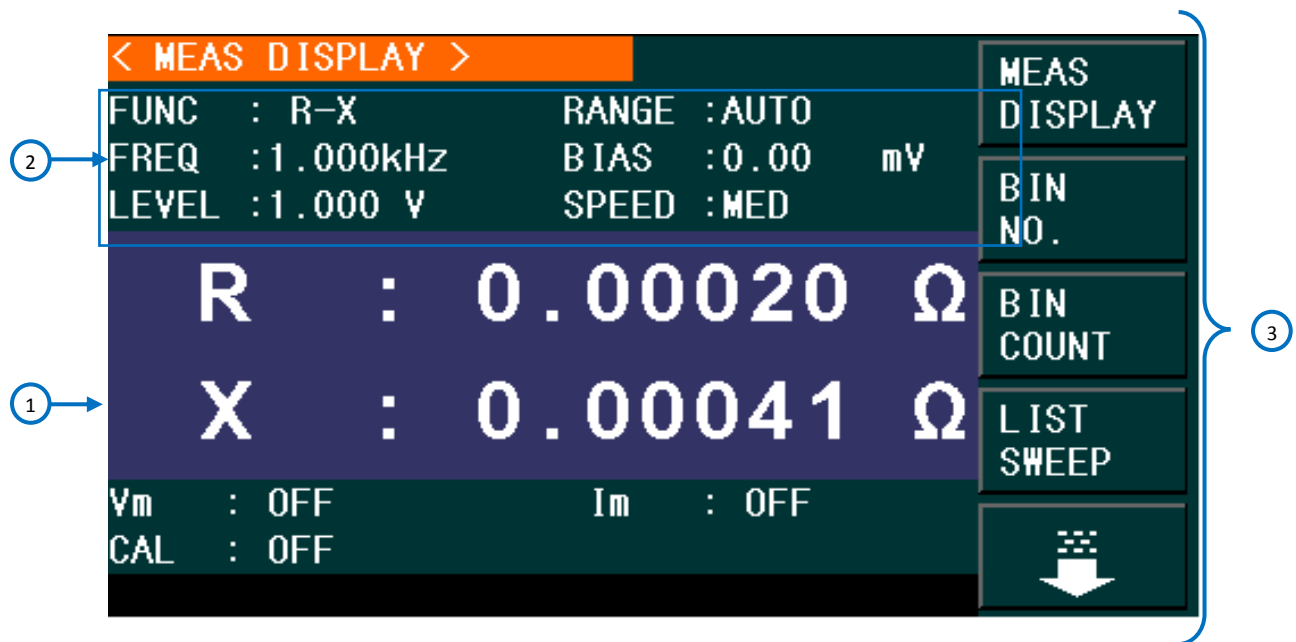 < MEAS DISPLAY >
FUNC : R-X RANGE :AUTO
FREQ :1.000kHz BIAS :0.00 mV
LEVEL :1.000 V SPEED :MED
R : 0.00020 Ω
X : 0.00041 Ω
Vm : OFF Im : OFF
CAL : OFF
MEAS
DISPLAY
BIN
NO.
BIN
COUNT
LIST
SWEEP
2
1
3